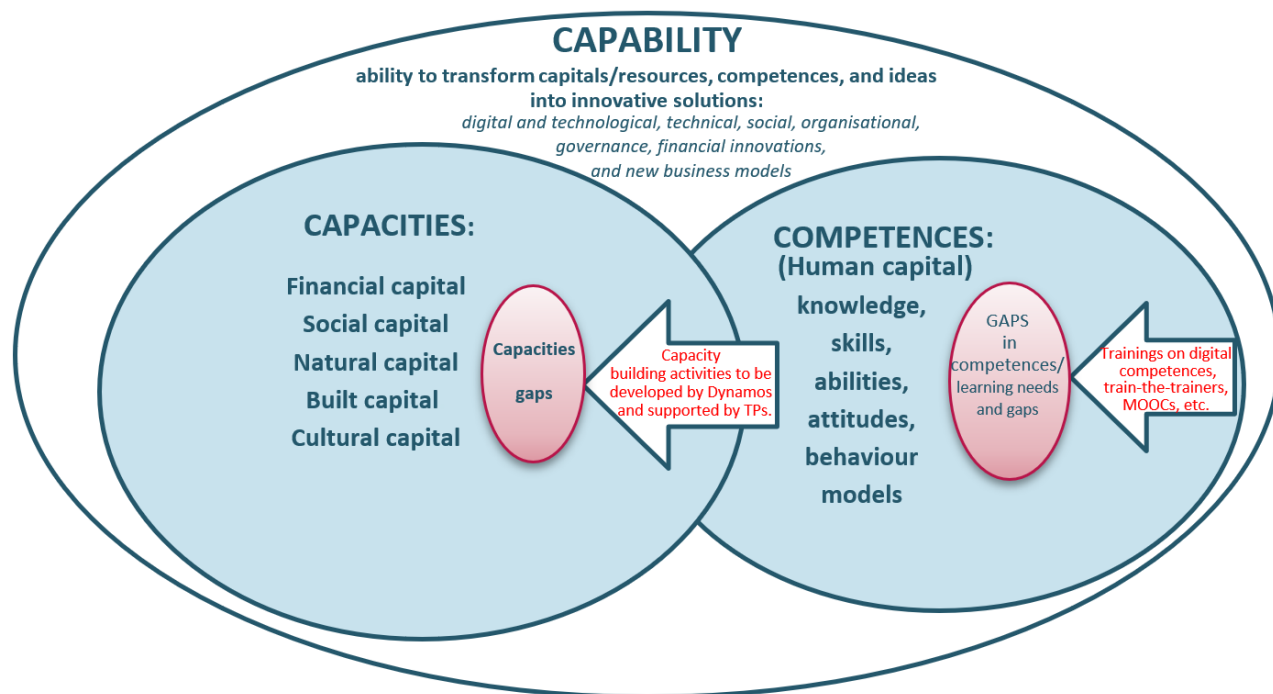 CAPABILITY
ability to transform capitals/resources, competences, and ideas
into innovative solutions:
digital and technological, technical, social, organisational,
governance, financial innovations,
and new business models
CAPACITIES:
Financial capital
Social capital
Natural capital
Built capital
Cultural capital
Capacities
gaps
Capacity
building activities to be
developed by Dynamos
and supported by TPs.
COMPETENCES:
(Human capital)
knowledge,
skills,
abilities,
attitudes,
behaviour
models
GAPS
in
competences/
learning needs
and gaps
Trainings on digital
competences,
train-the-trainers,
MOOCs, etc.